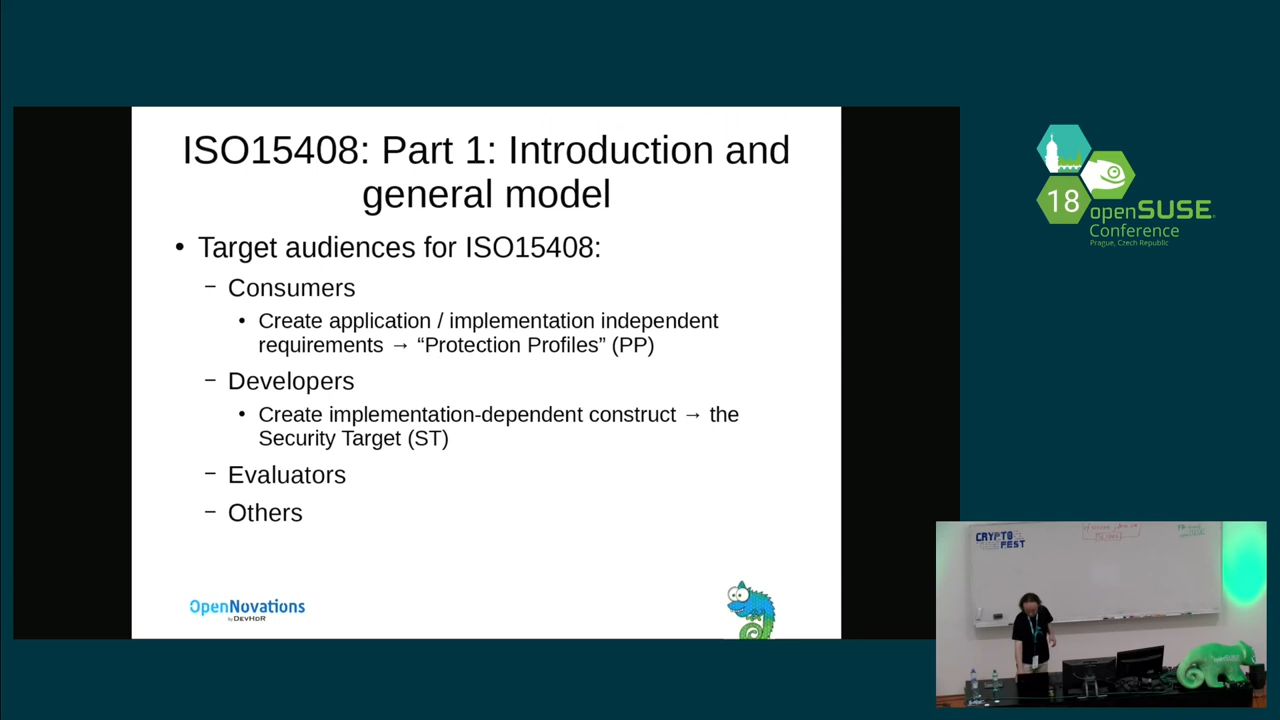 ISO15408: Part 1: Introduction and
general model
• Target audiences for ISO15408:
– Consumers
• Create application / implementation independent
requirements → “Protection Profiles” (PP)
– Developers
• Create implementation-dependent construct → the
Security Target (ST)
– Evaluators
– Others
OpenNovations
by DEVHDR
18
openSUSE
Conference
Prague, Czech Republic
CRYPTO
FEST